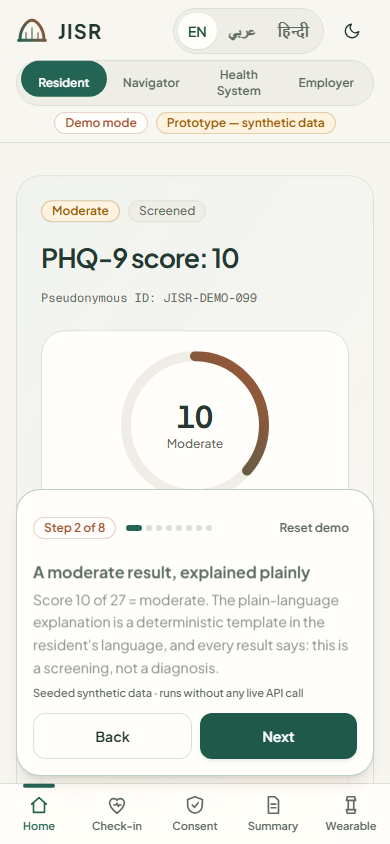 JISR
EN
عربي
हिन्दी
Resident
Navigator
Health
System
Employer
Demo mode
Prototype — synthetic data
Moderate
Screened
PHQ-9 score: 10
Pseudonymous ID: JISR-DEMO-099
10
Moderate
Step 2 of 8
Reset demo
A moderate result, explained plainly
Score 10 of 27 = moderate. The plain-language
explanation is a deterministic template in the
resident's language, and every result says: this is
a screening, not a diagnosis.
Seeded synthetic data · runs without any live API call
Back
Next
Home
Check-in
Consent
Summary
Wearable